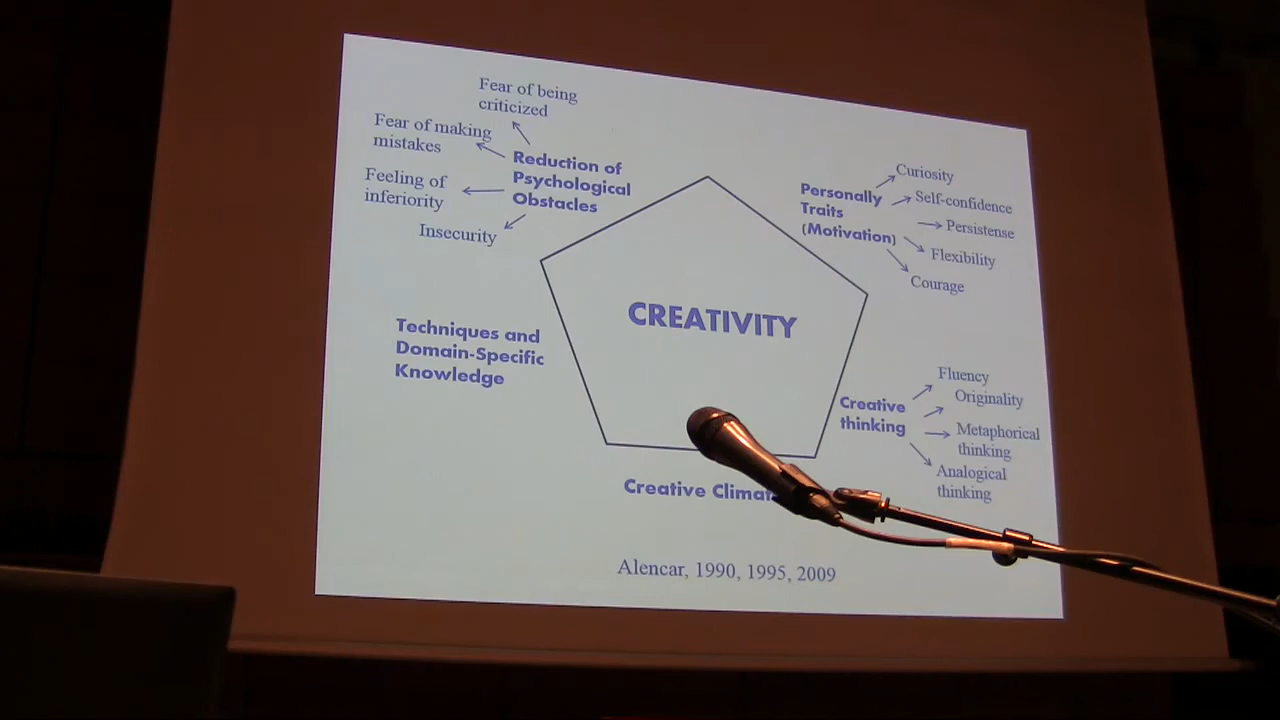 Fear of being
criticized
Fear of making
mistakes
Feeling of
inferiority
Insecurity
Reduction of
Psychological
Obstacles
Personally
Traits
(Motivation)
Curiosity
Self-confidence
Persistense
Flexibility
Courage
CREATIVITY
Techniques and
Domain-Specific
Knowledge
Creative
thinking
Fluency
Originality
Metaphorical
thinking
Analogical
thinking
Creative
Alencar, 1990, 1995, 2009